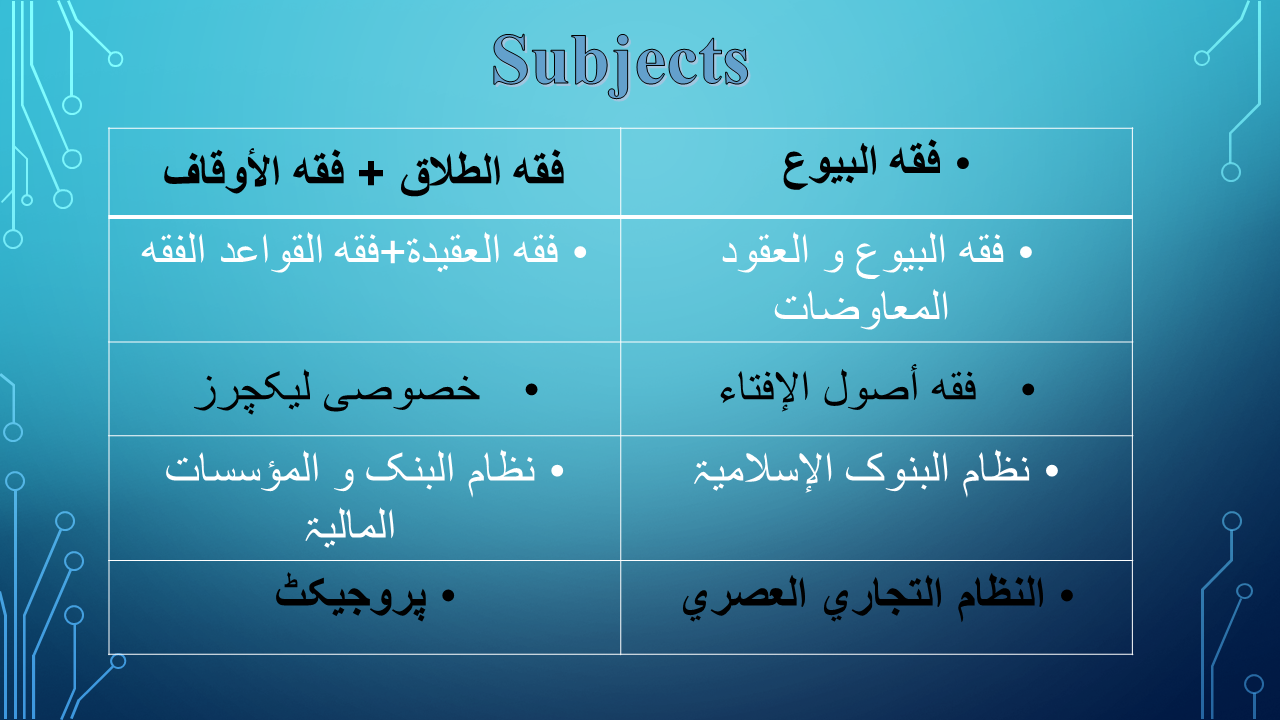 Subjects
• فقه البيوع
فقه الطلاق + فقه الأوقاف
• فقه البيوع و العقود
المعاوضات
• فقه العقيدة+فقه القواعد الفقه
• فقه أصول الإفتاء
• خصوصی لیکچرز
• نظام البنوک الإسلامیۃ
• نظام البنک و المؤسسات
المالیۃ
• النظام التجاري العصري
• پروجیکٹ